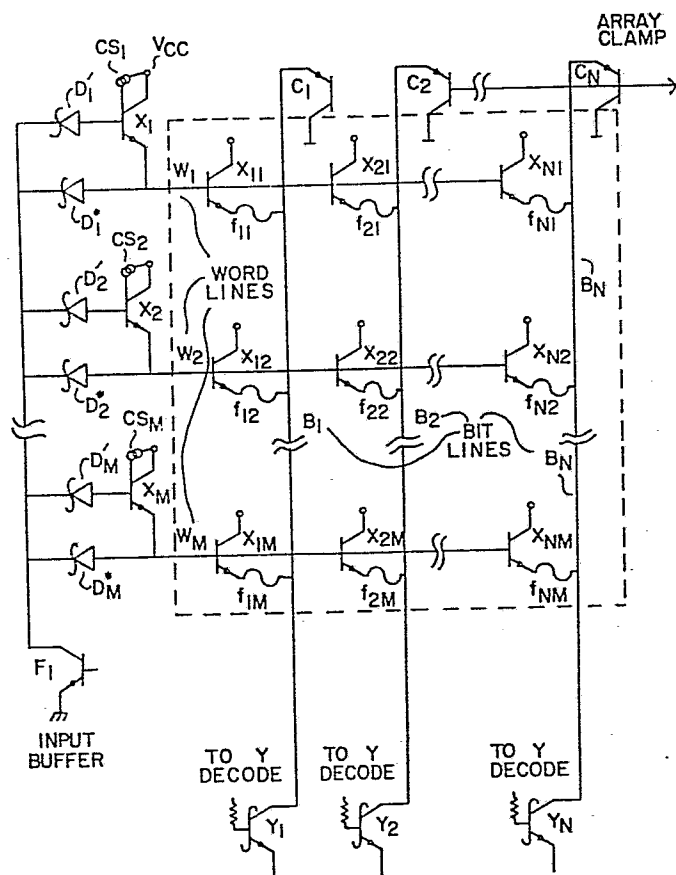 ARRAY
CLAMP
CS1
VCC
D1'
X1
C1
C2
CN
D1*
W1
X11
X21
XN1
f11
f21
fN1
CS2
D2'
X2
WORD
LINES
BN
D2*
W2
X12
X22
XN2
f12
f22
fN2
CSM
B1
B2
BIT
LINES
BN
DM'
XM
DM*
WM
X1M
X2M
XNM
f1M
f2M
fNM
F1
INPUT
BUFFER
TO Y
DECODE
TO Y
DECODE
TO Y
DECODE
Y1
Y2
YN